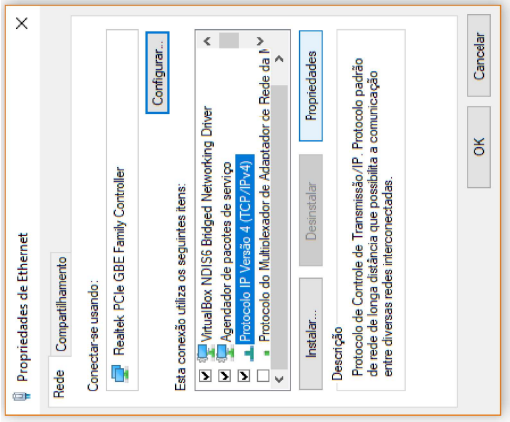 Propriedades de Ethernet
Rede
Compartilhamento
Conectar-se usando:
Realtek PCIe GBE Family Controller
Configurar...
Esta conexão utiliza os seguintes itens:
VirtualBox NDIS6 Bridged Networking Driver
Agendador de pacotes de serviço
Protocolo IP Versão 4 (TCP/IPv4)
Protocolo do Multiplexador de Adaptador de Rede da
Instalar...
Desinstalar
Propriedades
Descrição
Protocolo de Controle de Transmissão/IP. Protocolo padrão
de rede de longa distância que possibilita a comunicação
entre diversas redes interconectadas.
OK
Cancelar